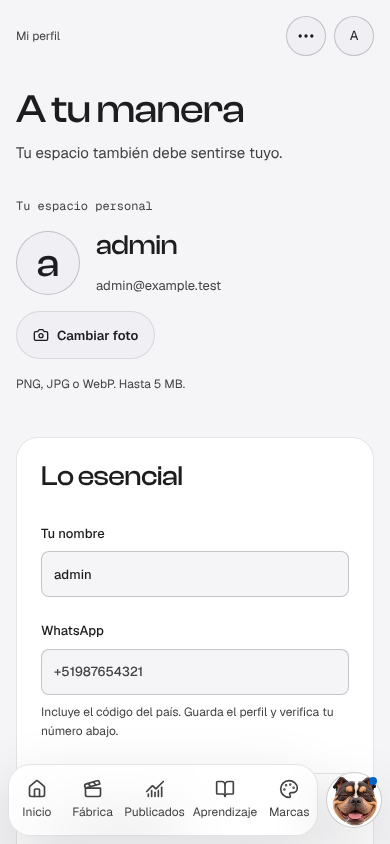 Mi perfil
A
A tu manera
Tu espacio también debe sentirse tuyo.
Tu espacio personal
a
admin
admin@example.test
Cambiar foto
PNG, JPG o WebP. Hasta 5 MB.
Lo esencial
Tu nombre
admin
WhatsApp
+51987654321
Incluye el código del país. Guarda el perfil y verifica tu
número abajo.
Inicio Fábrica Publicados Aprendizaje Marcas